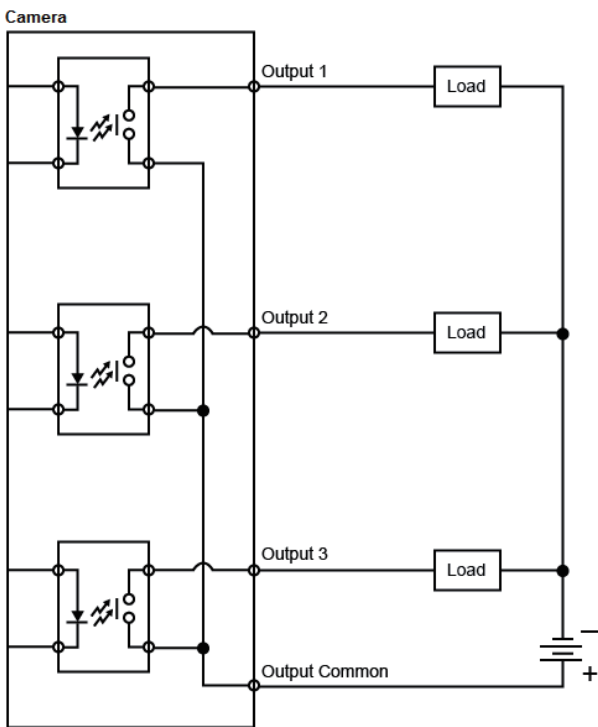 Camera
Output 1
Load
Output 2
Load
Output 3
Load
Output Common
−
+